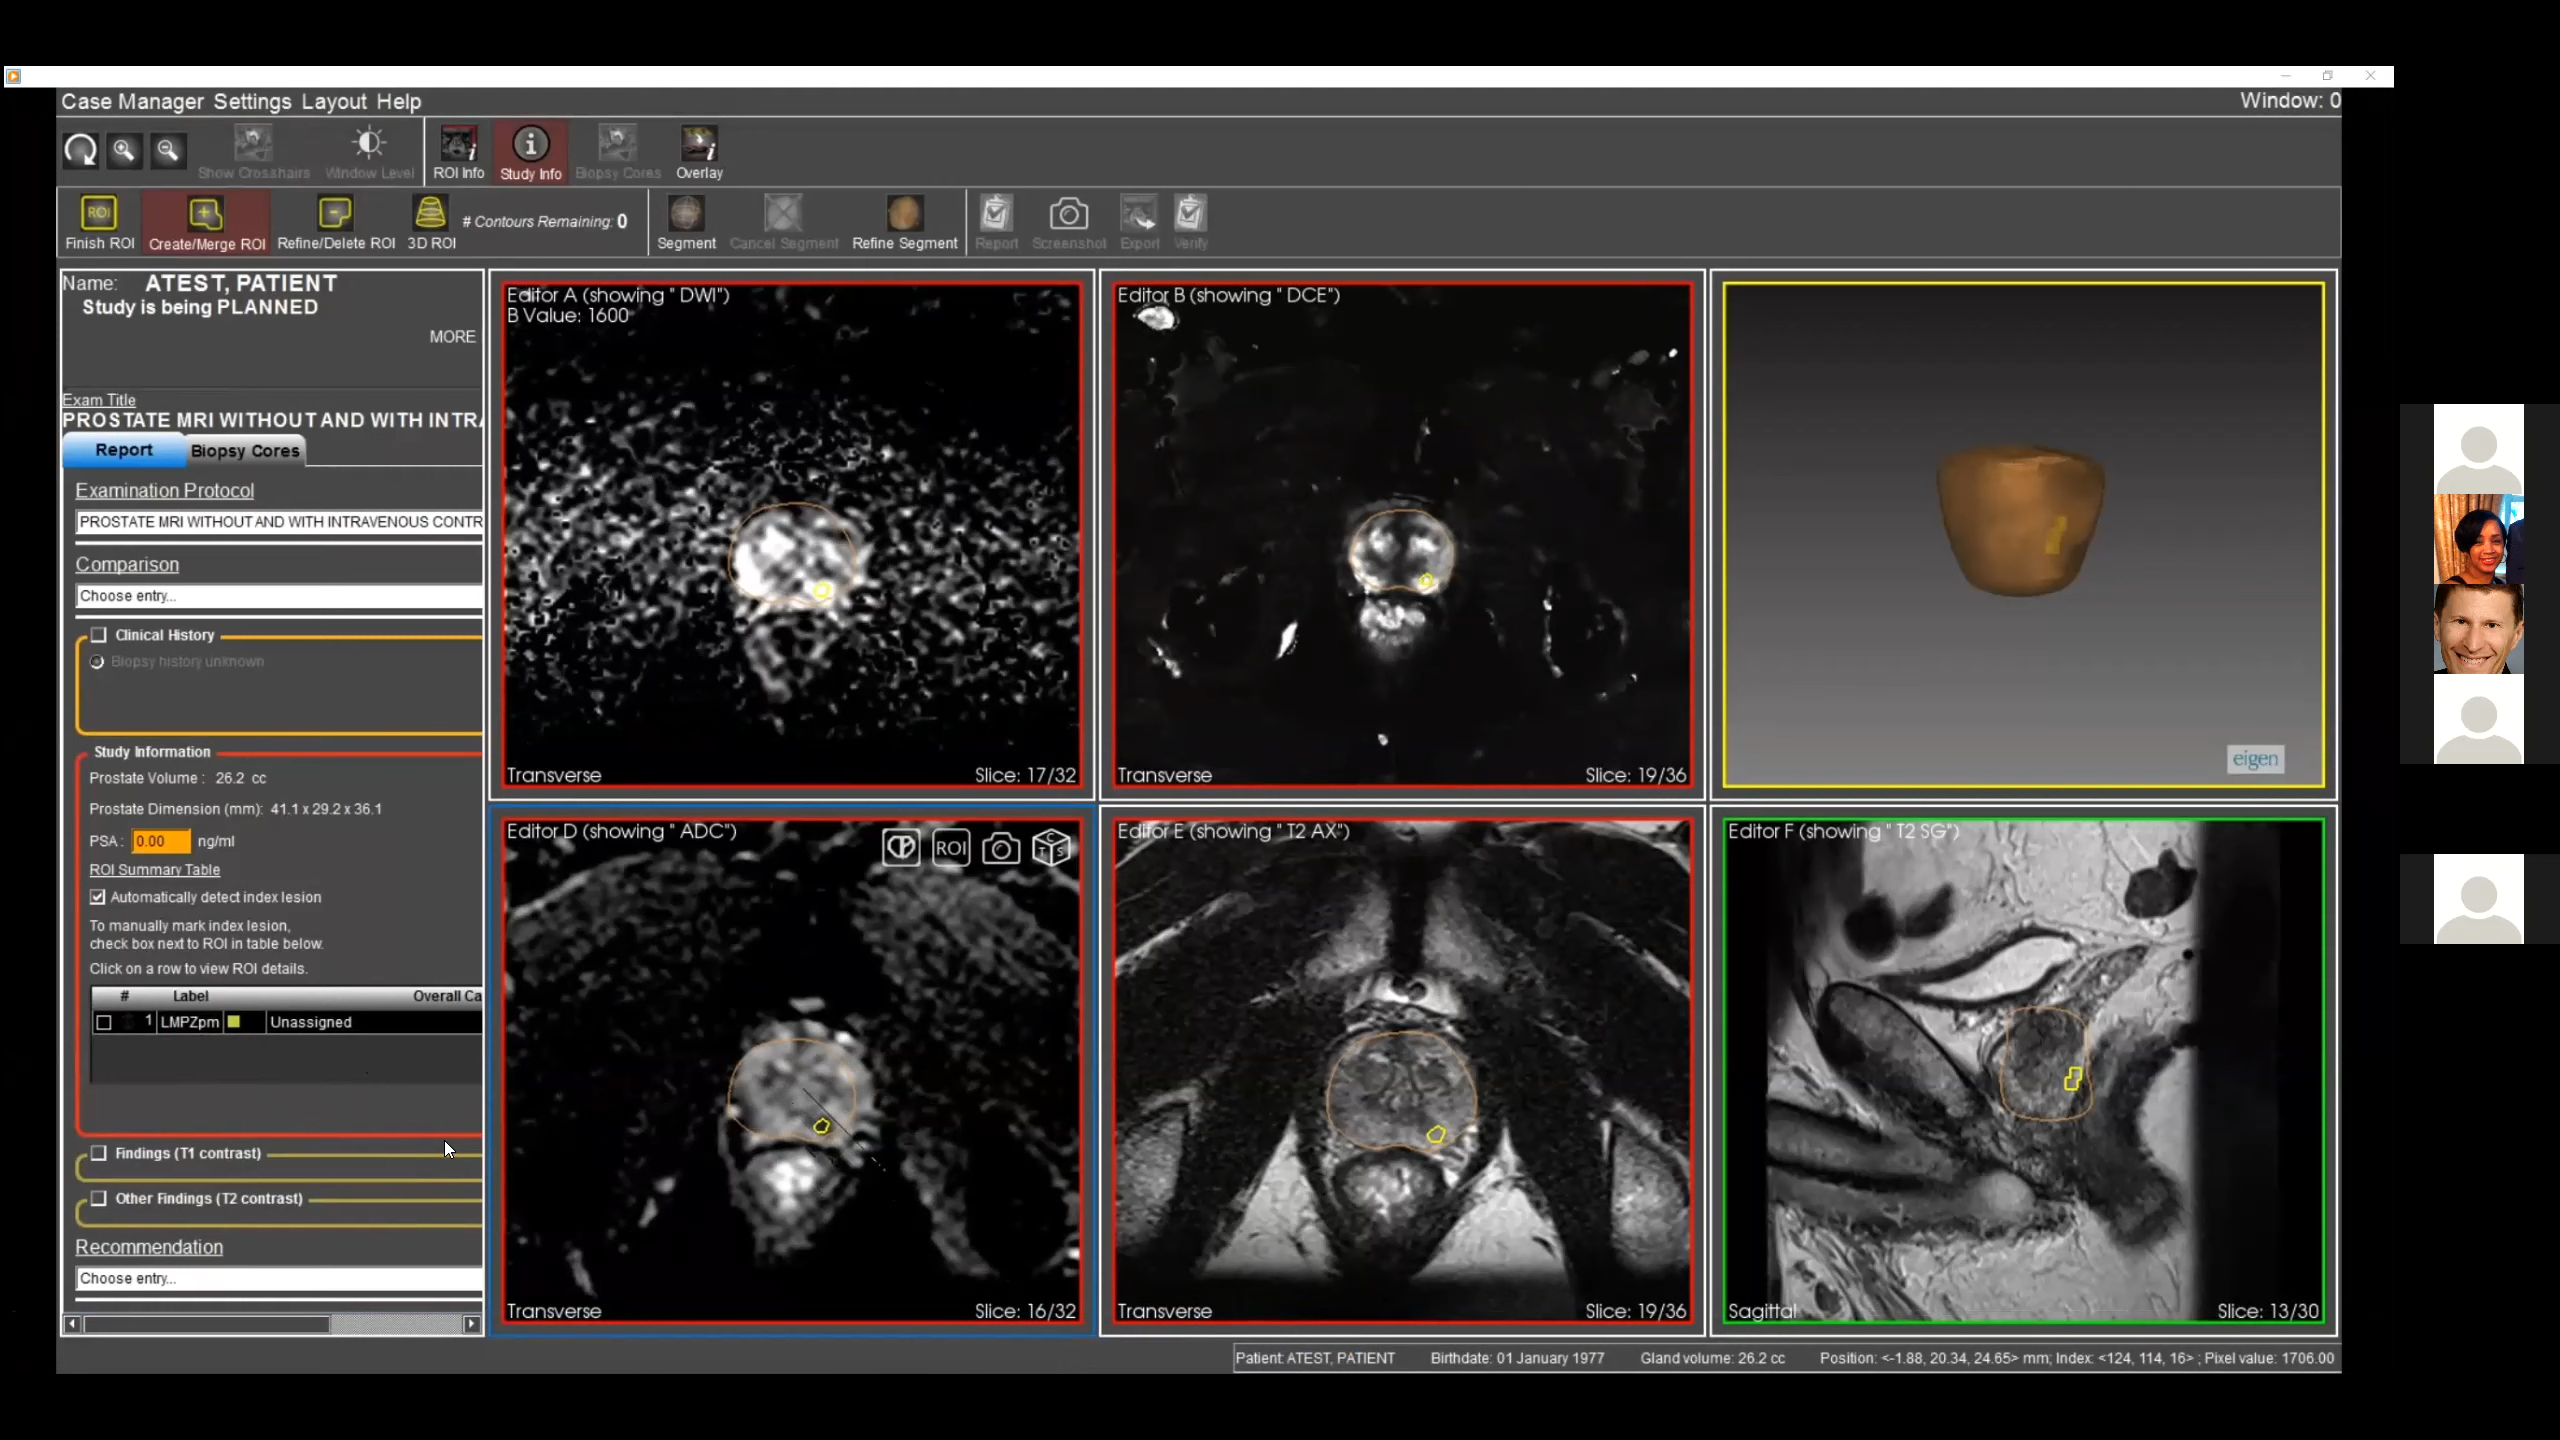 Case Manager Settings Layout Help
Window: 0
Show Crosshairs Window Level ROI Info Study Info Biopsy Cores Overlay
ROI
Finish ROI Create/Merge ROI Refine/Delete ROI 3D ROI # Contours Remaining: 0 Segment Cancel Segment Refine Segment Report Screenshot Export Verify
Name: ATEST, PATIENT
Study is being PLANNED
MORE
Exam Title
PROSTATE MRI WITHOUT AND WITH INTRA
Report Biopsy Cores
Examination Protocol
PROSTATE MRI WITHOUT AND WITH INTRAVENOUS CONTR
Comparison
Choose entry...
Clinical History
Biopsy history unknown
Study Information
Prostate Volume : 26.2 cc
Prostate Dimension (mm): 41.1 x 29.2 x 36.1
PSA : 0.00 ng/ml
ROI Summary Table
Automatically detect index lesion
To manually mark index lesion,
check box next to ROI in table below.
Click on a row to view ROI details.
# Label Overall Ca
1 LMPZpm Unassigned
Findings (T1 contrast)
Other Findings (T2 contrast)
Recommendation
Choose entry...
Editor A (showing " DWI")
B Value: 1600
Transverse Slice: 17/32
Editor B (showing " DCE")
Transverse Slice: 19/36
eigen
Editor D (showing " ADC")
ROI
C T S
Transverse Slice: 16/32
Editor E (showing " T2 AX")
Transverse Slice: 19/36
Editor F (showing " T2 SG")
Sagittal Slice: 13/30
Patient: ATEST, PATIENT Birthdate: 01 January 1977 Gland volume: 26.2 cc Position: <-1.88, 20.34, 24.65> mm; Index: <124, 114, 16> ; Pixel value: 1706.00